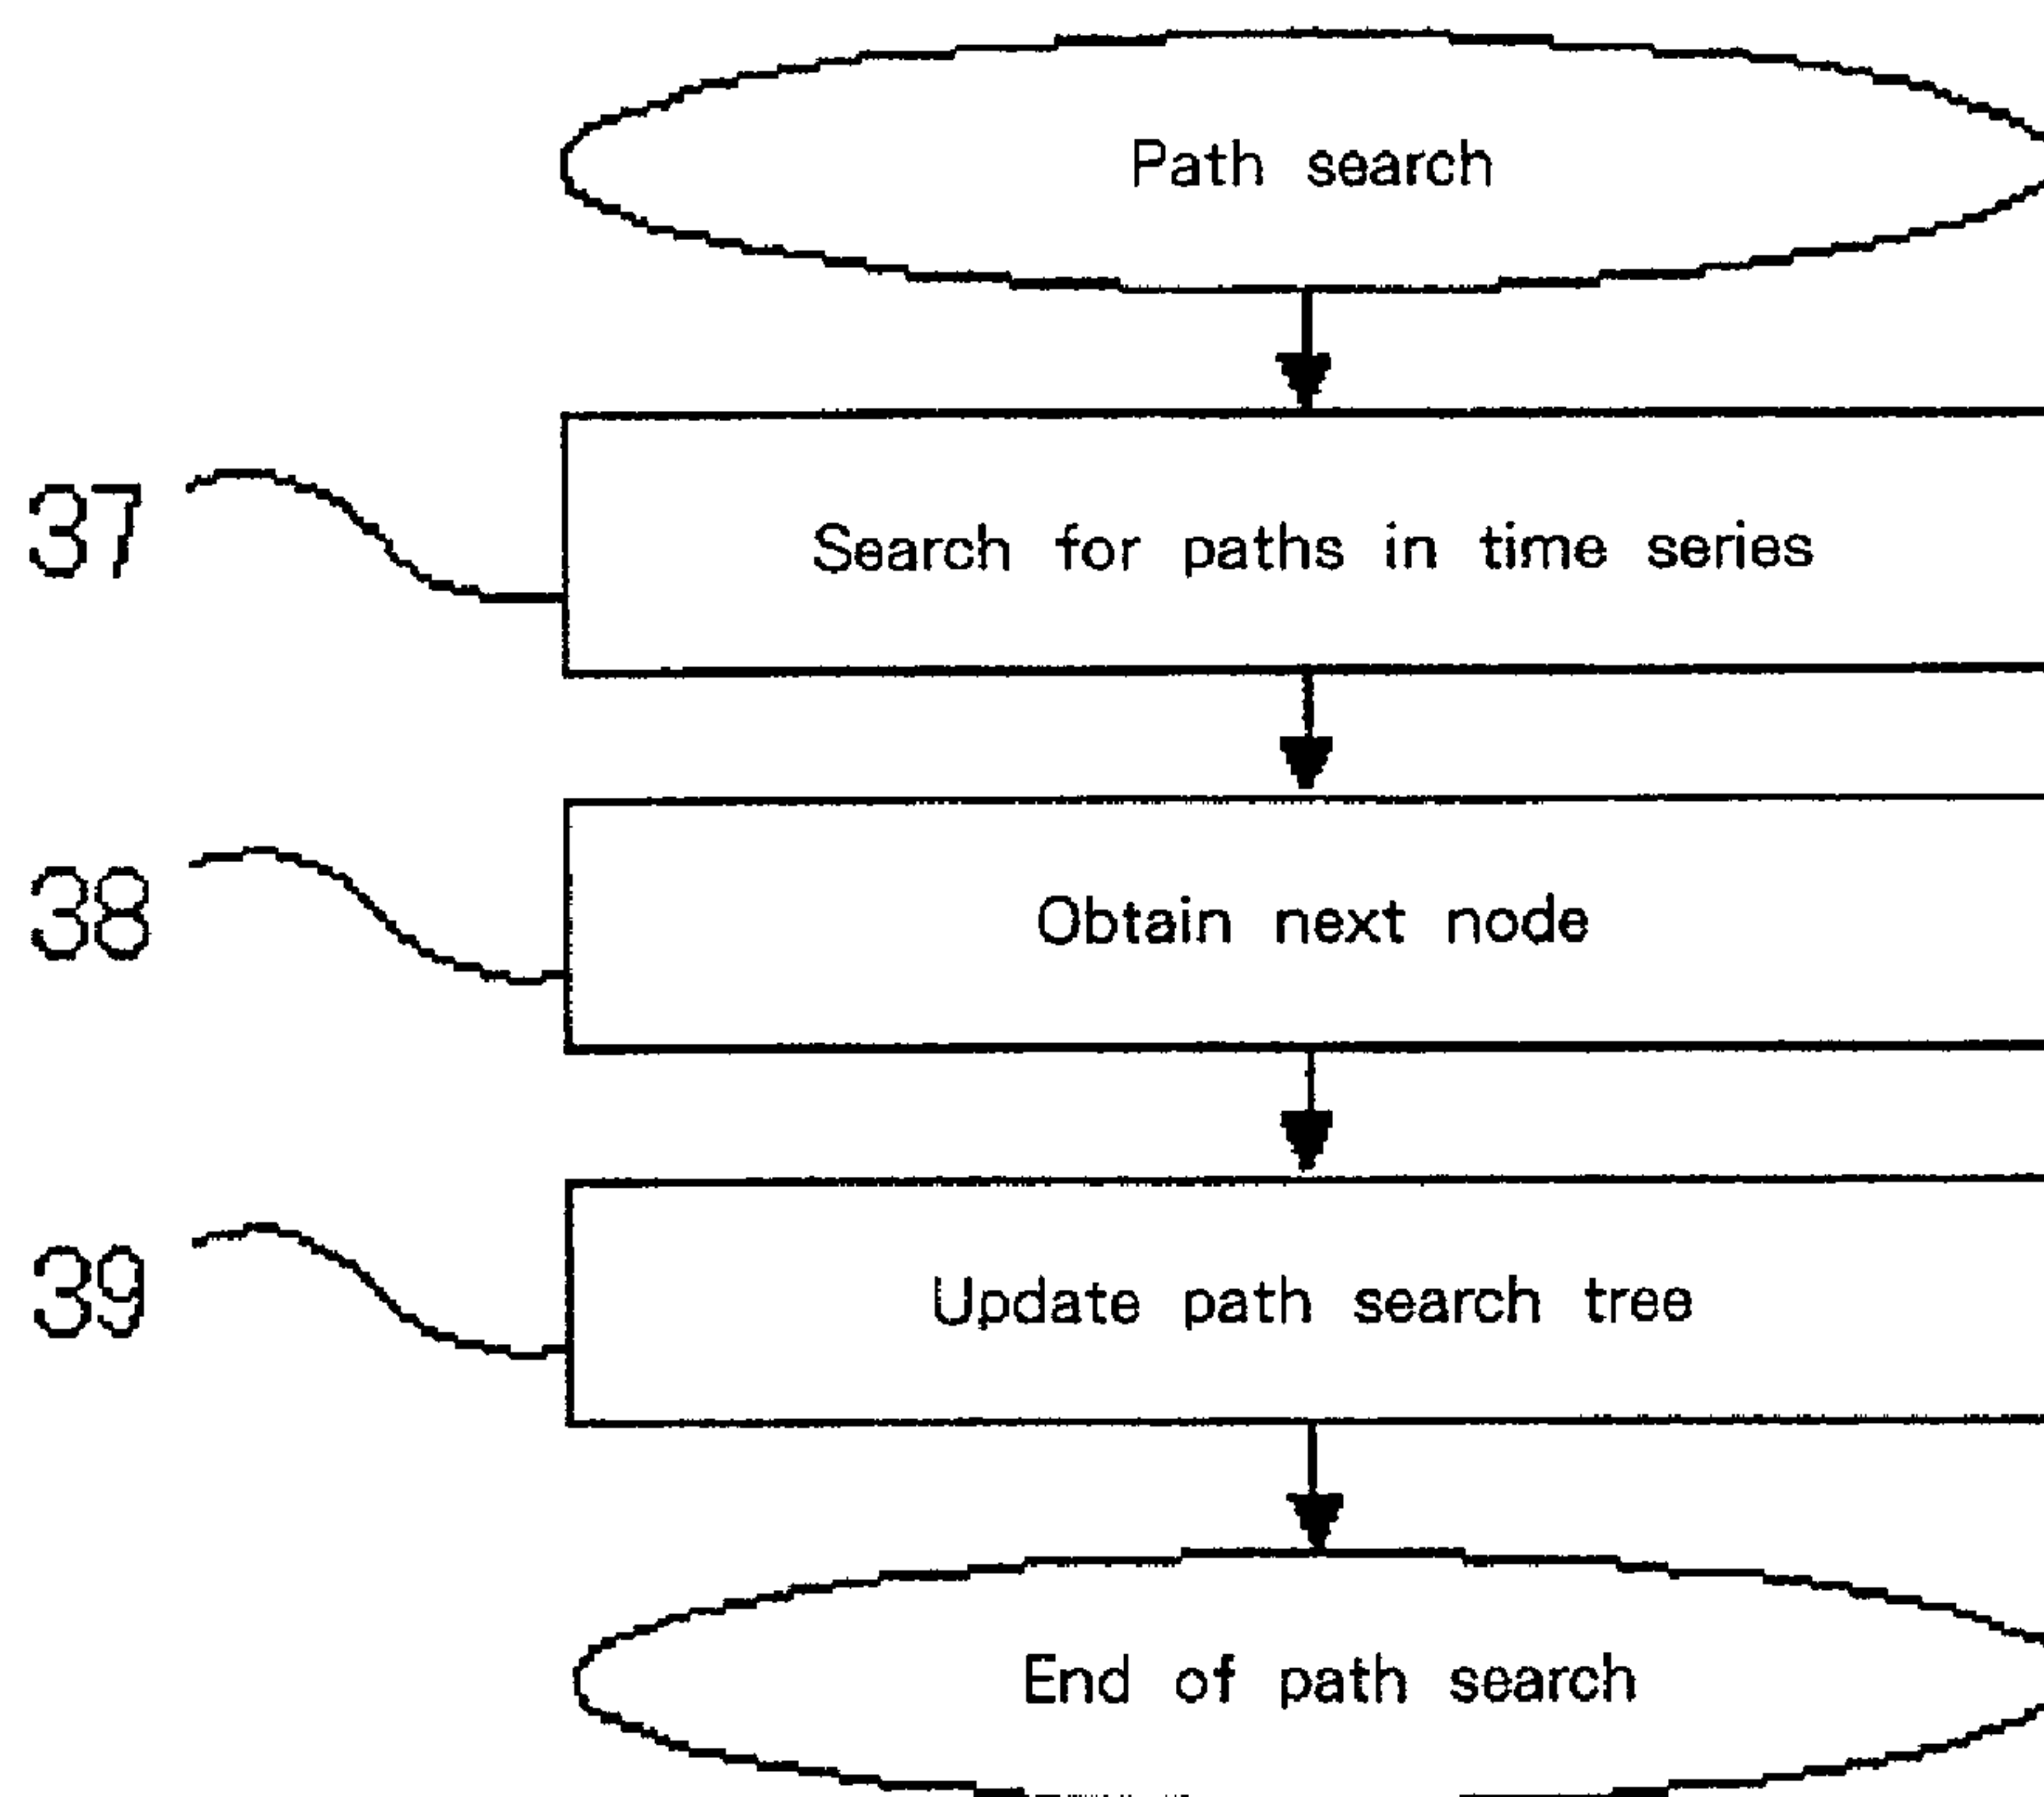 Path search
37
Search for paths in time series
38
Obtain next node
39
Update path search tree
End of path search